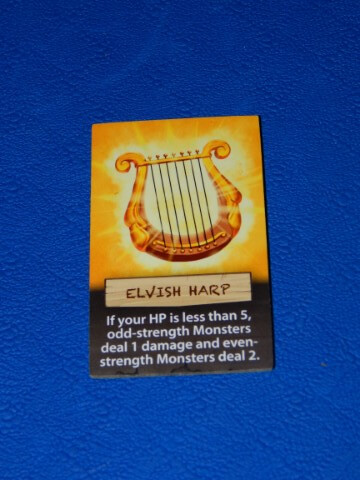 ELVISH HARP
If your HP is less than 5,
odd-strength Monsters
deal 1 damage and even-
strength Monsters deal 2.